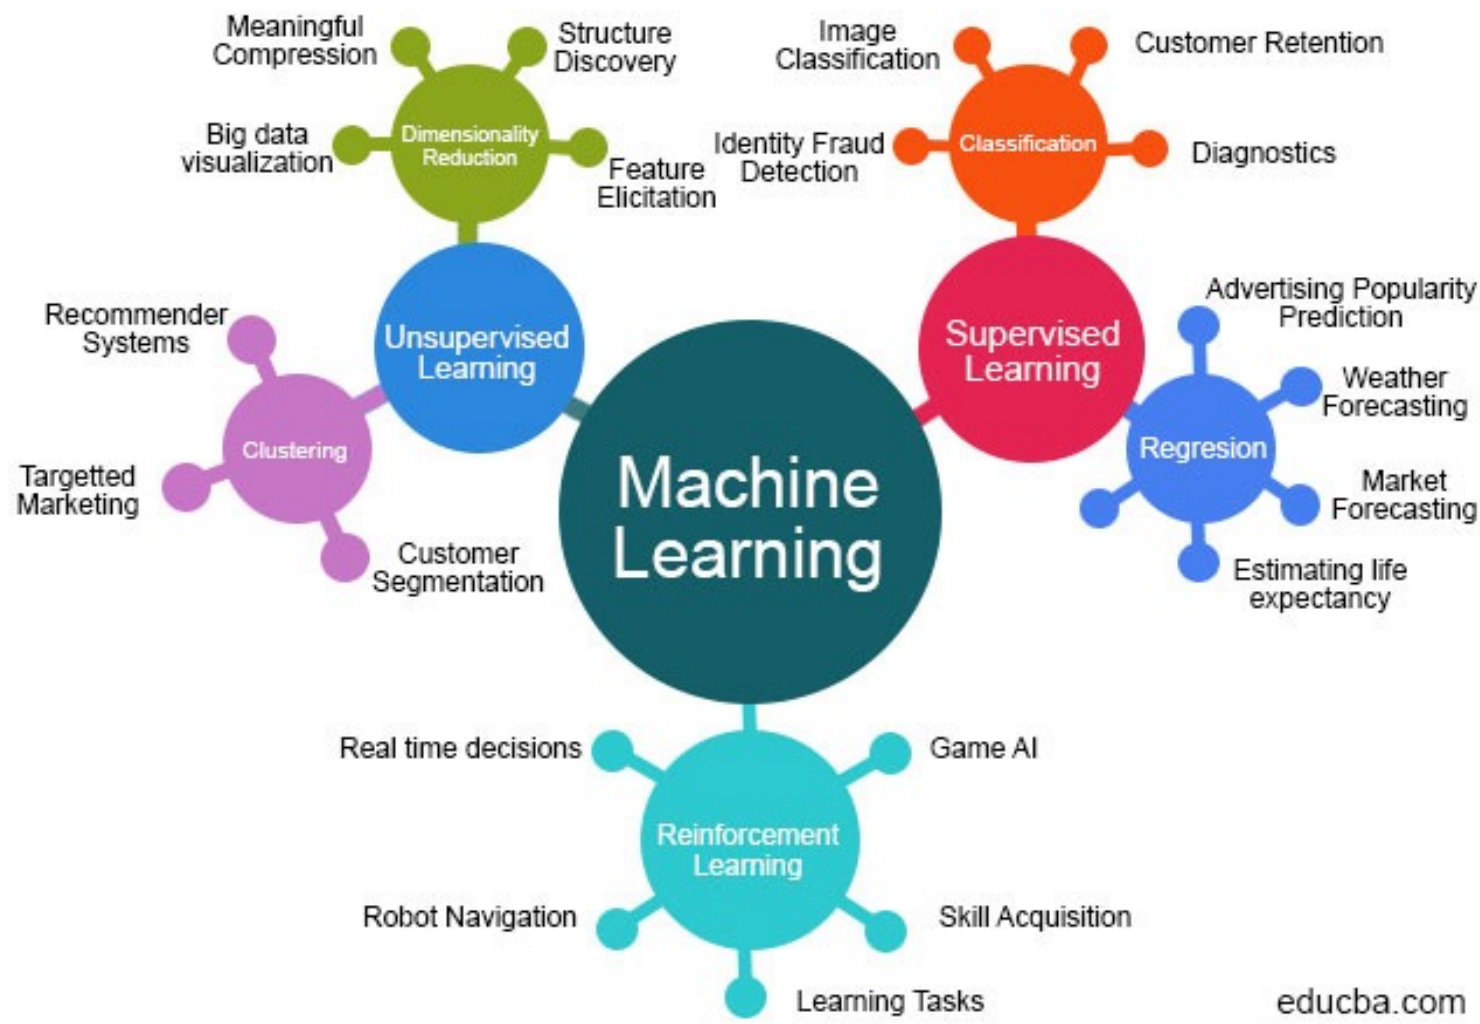 Meaningful
Compression
Structure
Discovery
Big data
visualization
Dimensionality
Reduction
Feature
Elicitation
Image
Classification
Customer Retention
Identity Fraud
Detection
Classification
Diagnostics
Recommender
Systems
Unsupervised
Learning
Clustering
Targetted
Marketing
Customer
Segmentation
Machine
Learning
Supervised
Learning
Advertising Popularity
Prediction
Weather
Forecasting
Regresion
Market
Forecasting
Estimating life
expectancy
Real time decisions
Game AI
Reinforcement
Learning
Robot Navigation
Skill Acquisition
Learning Tasks
educba.com